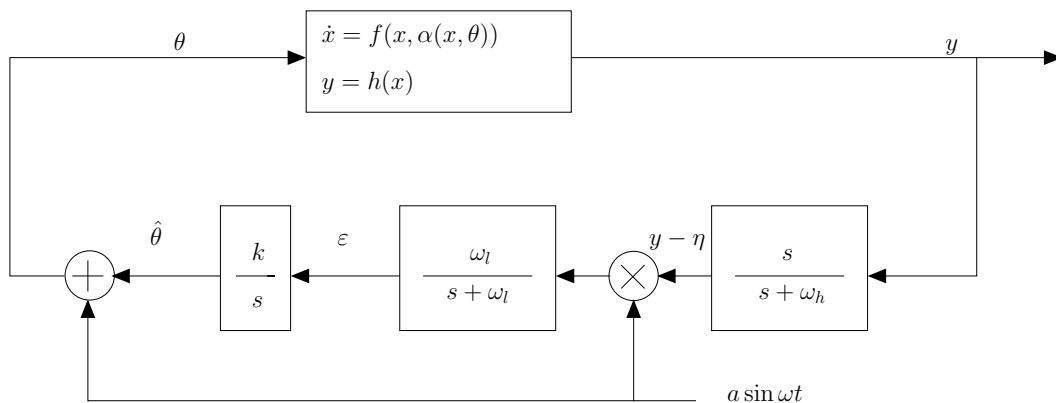 θ
ẋ = f(x, α(x, θ))
y = h(x)
y
θ̂
k
s
ε
ω_l
s + ω_l
y − η
s
s + ω_h
a sin ωt